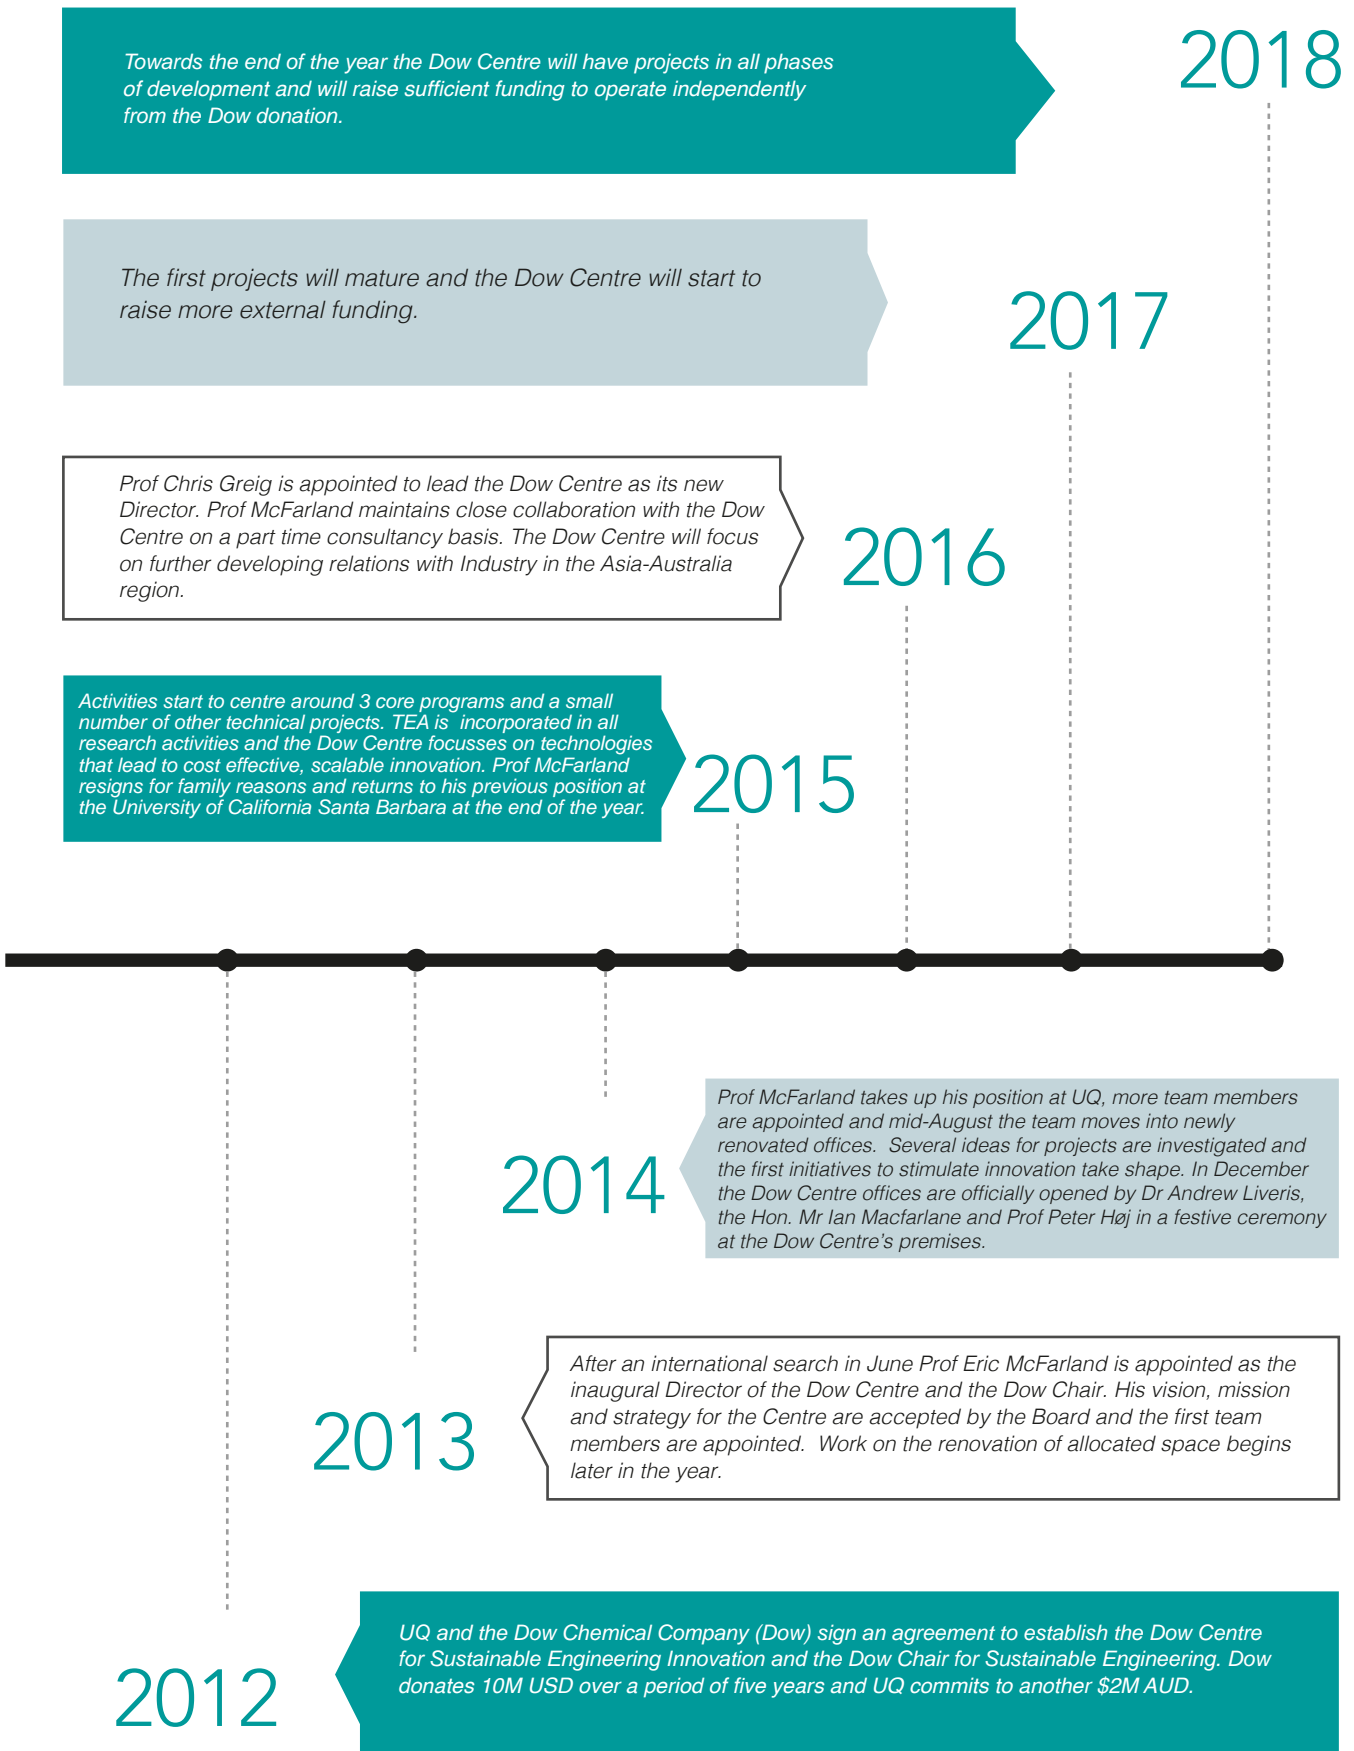 2018
Towards the end of the year the Dow Centre will have projects in all phases
of development and will raise sufficient funding to operate independently
from the Dow donation.
The first projects will mature and the Dow Centre will start to
raise more external funding.
2017
Prof Chris Greig is appointed to lead the Dow Centre as its new
Director. Prof McFarland maintains close collaboration with the Dow
Centre on a part time consultancy basis. The Dow Centre will focus
on further developing relations with Industry in the Asia-Australia
region.
2016
Activities start to centre around 3 core programs and a small
number of other technical projects. TEA is  incorporated in all
research activities and the Dow Centre focusses on technologies
that lead to cost effective, scalable innovation. Prof McFarland
resigns for family reasons and returns to his previous position at
the University of California Santa Barbara at the end of the year.
2015
Prof McFarland takes up his position at UQ, more team members
are appointed and mid-August the team moves into newly
renovated offices.  Several ideas for projects are investigated and
the first initiatives to stimulate innovation take shape. In December
the Dow Centre offices are officially opened by Dr Andrew Liveris,
the Hon. Mr Ian Macfarlane and Prof Peter Høj in a festive ceremony
at the Dow Centre's premises.
2014
After an international search in June Prof Eric McFarland is appointed as the
inaugural Director of the Dow Centre and the Dow Chair. His vision, mission
and strategy for the Centre are accepted by the Board and the first team
members are appointed.  Work on the renovation of allocated space begins
later in the year.
2013
UQ and the Dow Chemical Company (Dow) sign an agreement to establish the Dow Centre
for Sustainable Engineering Innovation and the Dow Chair for Sustainable Engineering. Dow
donates 10M USD over a period of five years and UQ commits to another $2M AUD.
2012